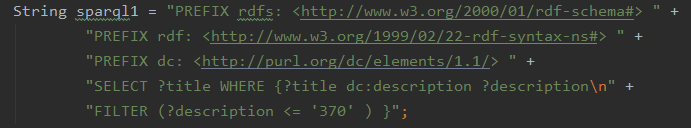 String sparql1 = "PREFIX rdfs: <http://www.w3.org/2000/01/rdf-schema#> " +
"PREFIX rdf: <http://www.w3.org/1999/02/22-rdf-syntax-ns#> " +
"PREFIX dc: <http://purl.org/dc/elements/1.1/> " +
"SELECT ?title WHERE {?title dc:description ?description\n" +
"FILTER (?description <= '370' ) }";